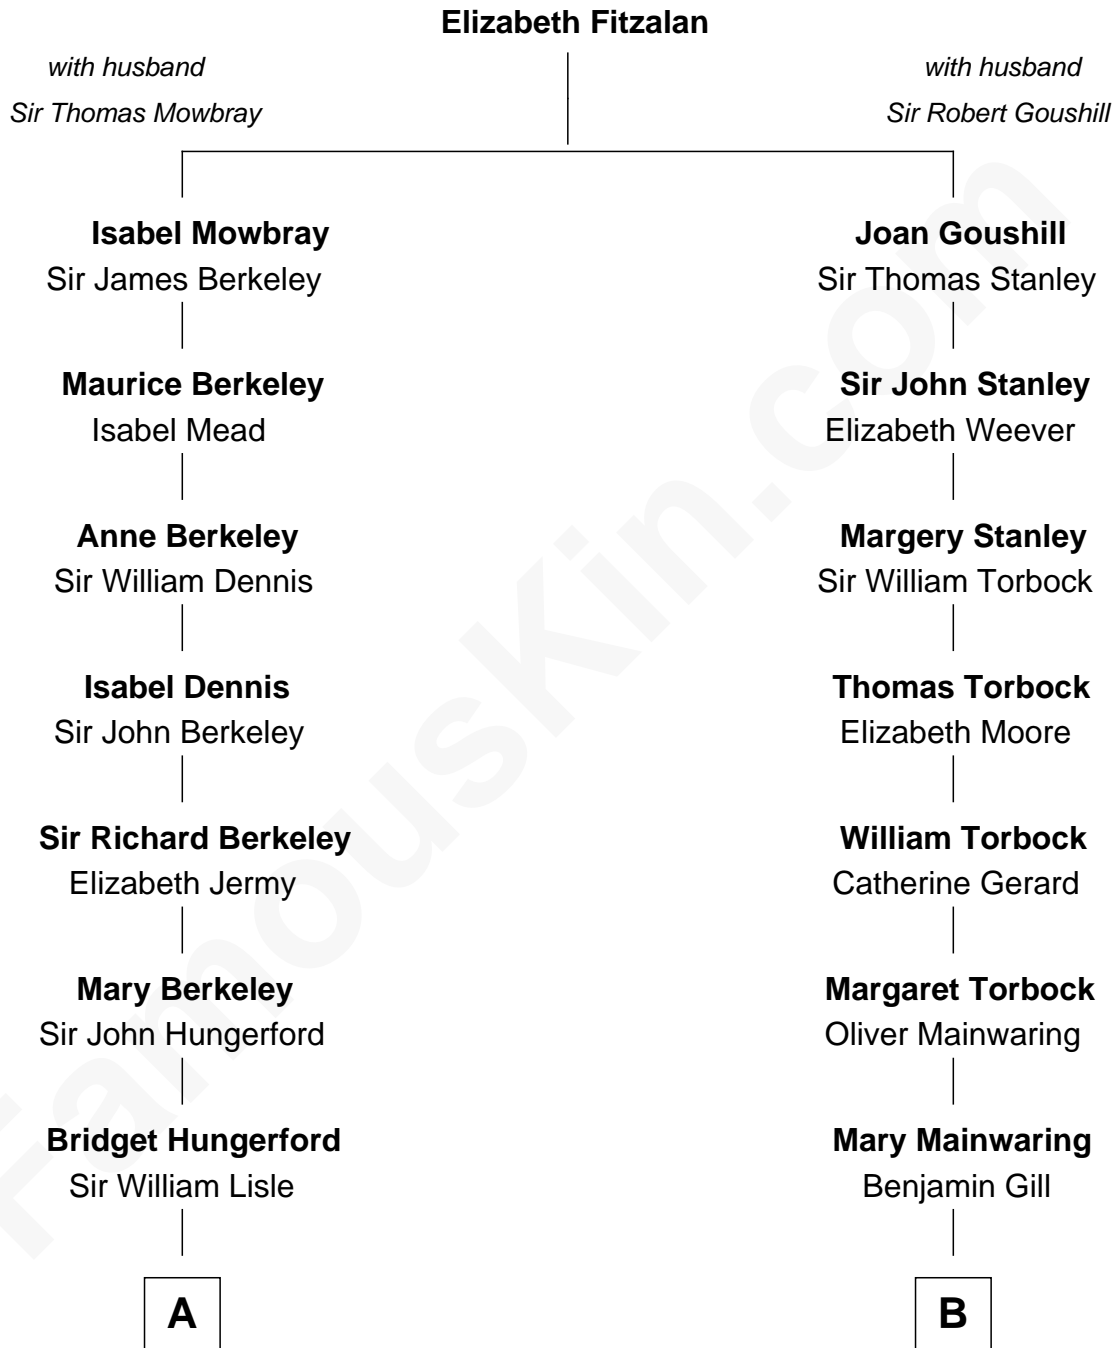 Elizabeth Fitzalan
with husband
Sir Thomas Mowbray
with husband
Sir Robert Goushill
Isabel Mowbray
Sir James Berkeley
Joan Goushill
Sir Thomas Stanley
Maurice Berkeley
Isabel Mead
Sir John Stanley
Elizabeth Weever
Anne Berkeley
Sir William Dennis
Margery Stanley
Sir William Torbock
Isabel Dennis
Sir John Berkeley
Thomas Torbock
Elizabeth Moore
Sir Richard Berkeley
Elizabeth Jermy
William Torbock
Catherine Gerard
Mary Berkeley
Sir John Hungerford
Margaret Torbock
Oliver Mainwaring
Bridget Hungerford
Sir William Lisle
Mary Mainwaring
Benjamin Gill
A
B
FamousKin.com